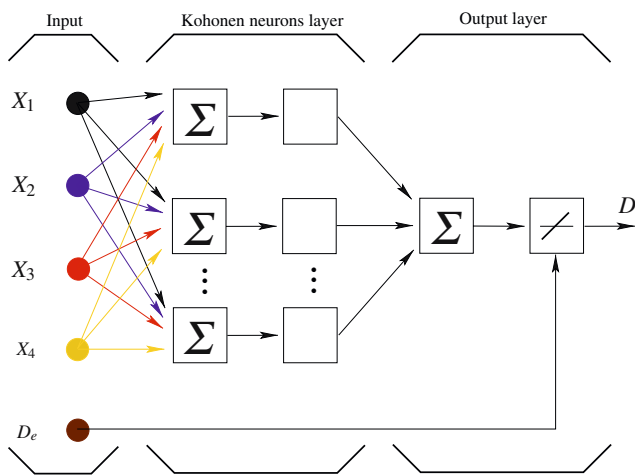 Input Kohonen neurons layer Output layer
X₁
Σ
X₂
Σ Σ D
X₃
X₄ Σ
Dₑ